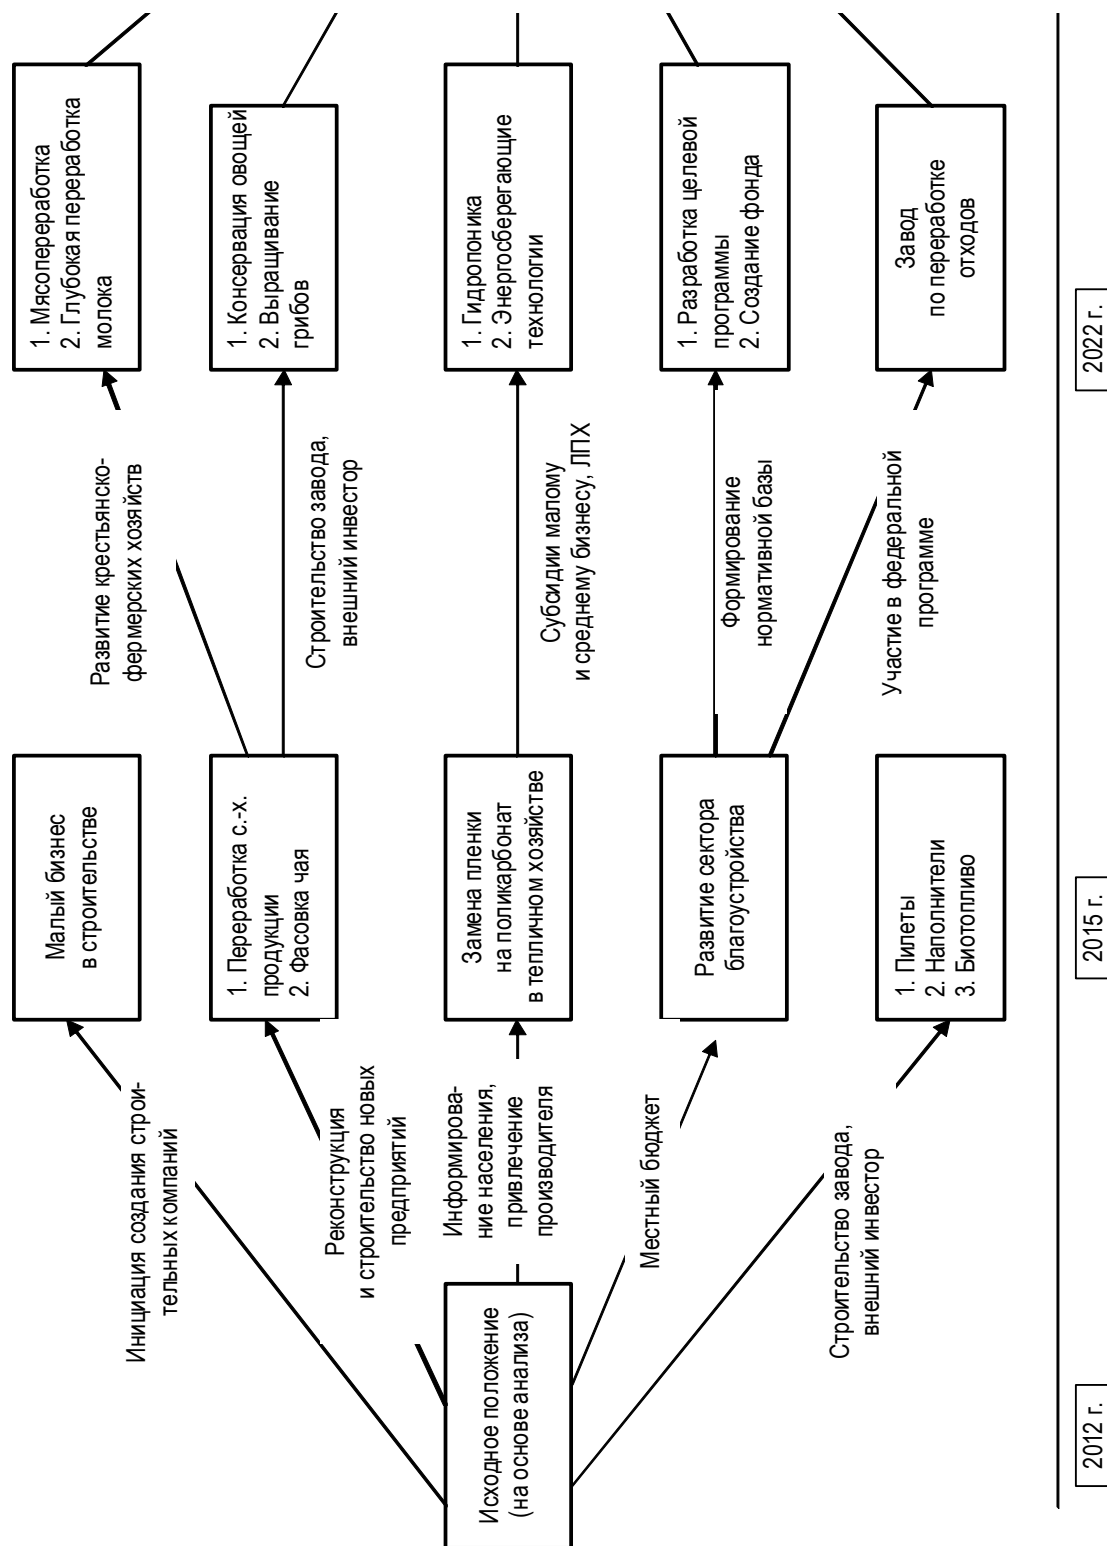 Исходное положение
(на основе анализа)
Инициация создания строи-
тельных компаний
Реконструкция
и строительство новых
предприятий
Информирова-
ние населения,
привлечение
производителя
Местный бюджет
Строительство завода,
внешний инвестор
Малый бизнес
в строительстве
1. Переработка с.-х.
продукции
2. Фасовка чая
Замена пленки
на поликарбонат
в тепличном хозяйстве
Развитие сектора
благоустройства
1. Пилеты
2. Наполнители
3. Биотопливо
Развитие крестьянско-
фермерских хозяйств
Строительство завода,
внешний инвестор
Субсидии малому
и среднему бизнесу, ЛПХ
Формирование
нормативной базы
Участие в федеральной
программе
1. Мясопереработка
2. Глубокая переработка
молока
1. Консервация овощей
2. Выращивание
грибов
1. Гидропоника
2. Энергосберегающие
технологии
1. Разработка целевой
программы
2. Создание фонда
Завод
по переработке
отходов
2012 г.
2015 г.
2022 г.